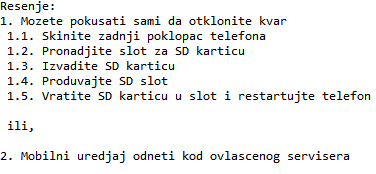 Resenje:
1. Mozete pokusati sami da otklonite kvar
1.1. Skinite zadnji poklopac telefona
1.2. Pronadjite slot za SD karticu
1.3. Izvadite SD karticu
1.4. Produvajte SD slot
1.5. Vratite SD karticu u slot i restartujte telefon
ili,
2. Mobilni uredjaj odneti kod ovlascenog servisera